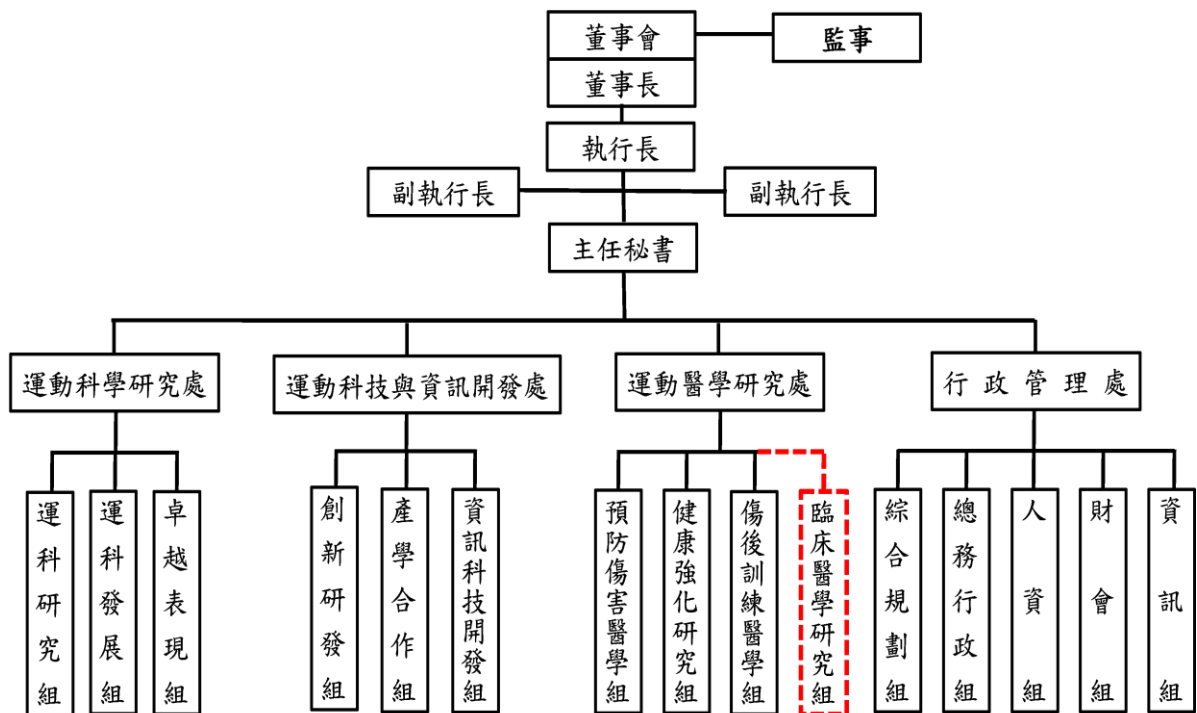 董事會
監事
董事長
執行長
副執行長
副執行長
主任秘書
運動科學研究處
運動科技與資訊開發處
運動醫學研究處
行政管理處
運科研究組
運科發展組
卓越表現組
創新研發組
產學合作組
資訊科技開發組
預防傷害醫學組
健康強化研究組
傷後訓練醫學組
臨床醫學研究組
綜合規劃組
總務行政組
人資組
財會組
資訊組